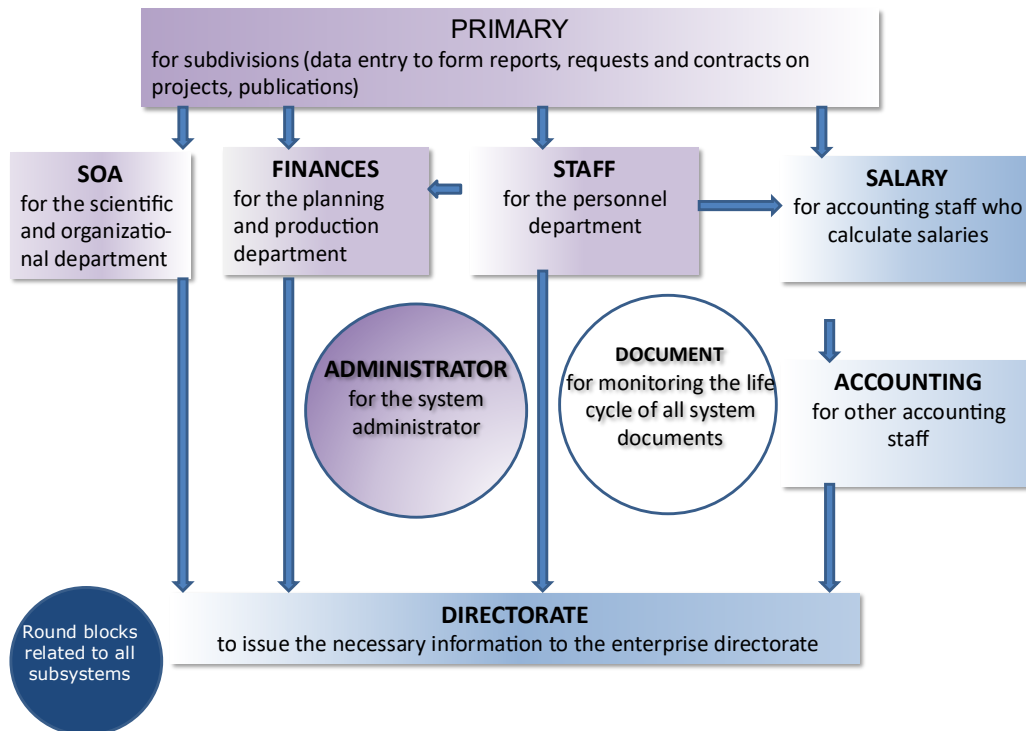 PRIMARY
for subdivisions (data entry to form reports, requests and contracts on
projects, publications)
SOA
for the scientific
and organizatio-
nal department
FINANCES
for the planning
and production
department
STAFF
for the personnel
department
SALARY
for accounting staff who
calculate salaries
ADMINISTRATOR
for the system
administrator
DOCUMENT
for monitoring the life
cycle of all system
documents
ACCOUNTING
for other accounting
staff
DIRECTORATE
to issue the necessary information to the enterprise directorate
Round blocks
related to all
subsystems